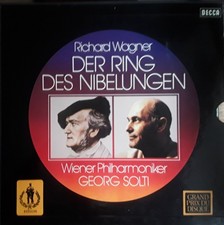 DECCA
Richard Wagner
DER RING
DES NIBELUNGEN
Wiener Philharmoniker
GEORG SOLTI
GRAND
PRIX DU
DISQUE